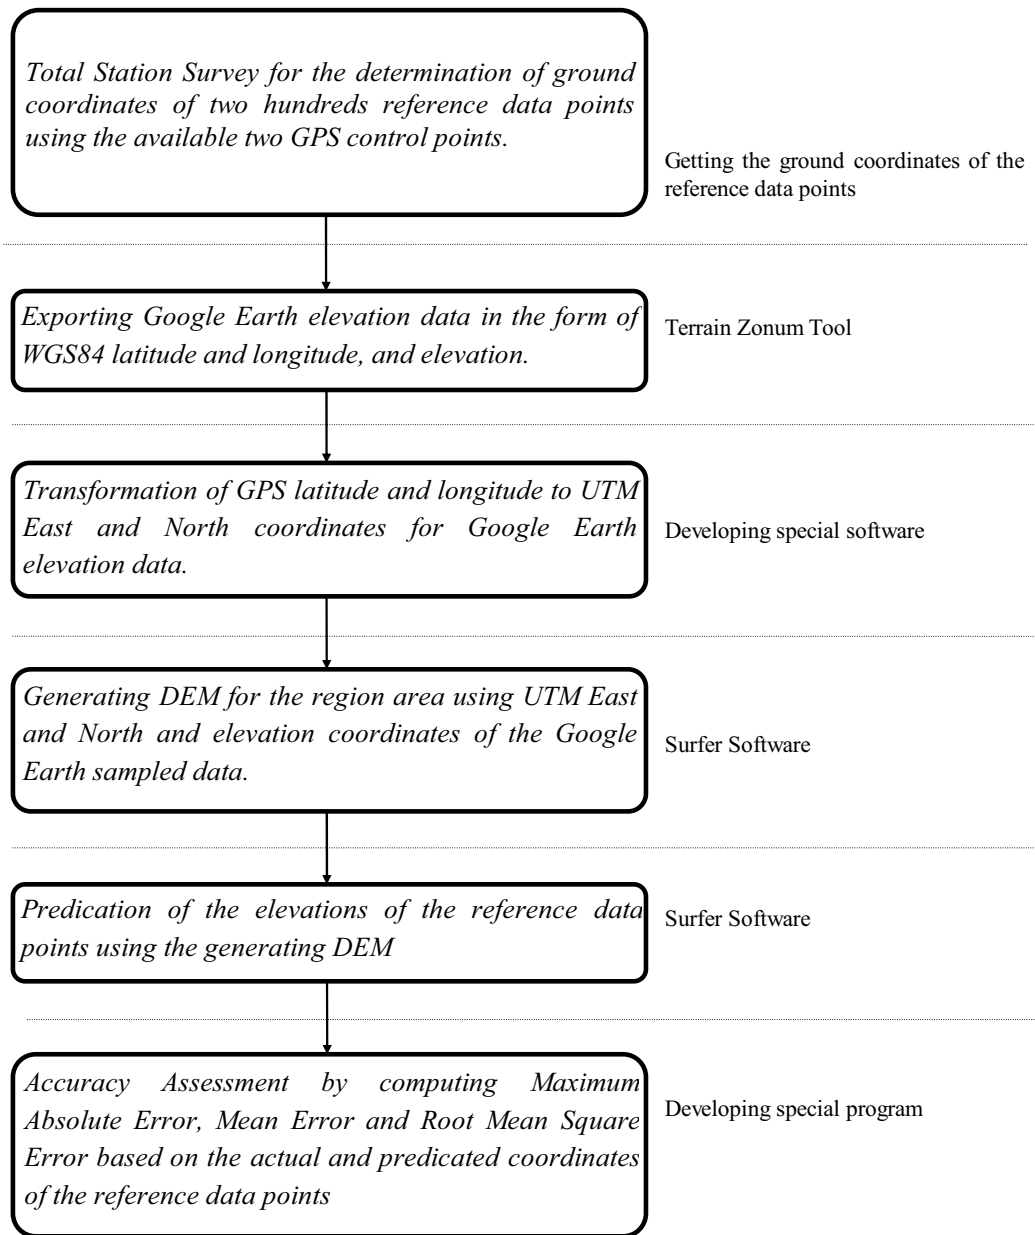 Total Station Survey for the determination of ground
coordinates of two hundreds reference data points
using the available two GPS control points.
Getting the ground coordinates of the
reference data points
Exporting Google Earth elevation data in the form of
WGS84 latitude and longitude, and elevation.
Terrain Zonum Tool
Transformation of GPS latitude and longitude to UTM
East and North coordinates for Google Earth
elevation data.
Developing special software
Generating DEM for the region area using UTM East
and North and elevation coordinates of the Google
Earth sampled data.
Surfer Software
Predication of the elevations of the reference data
points using the generating DEM
Surfer Software
Accuracy Assessment by computing Maximum
Absolute Error, Mean Error and Root Mean Square
Error based on the actual and predicated coordinates
of the reference data points
Developing special program